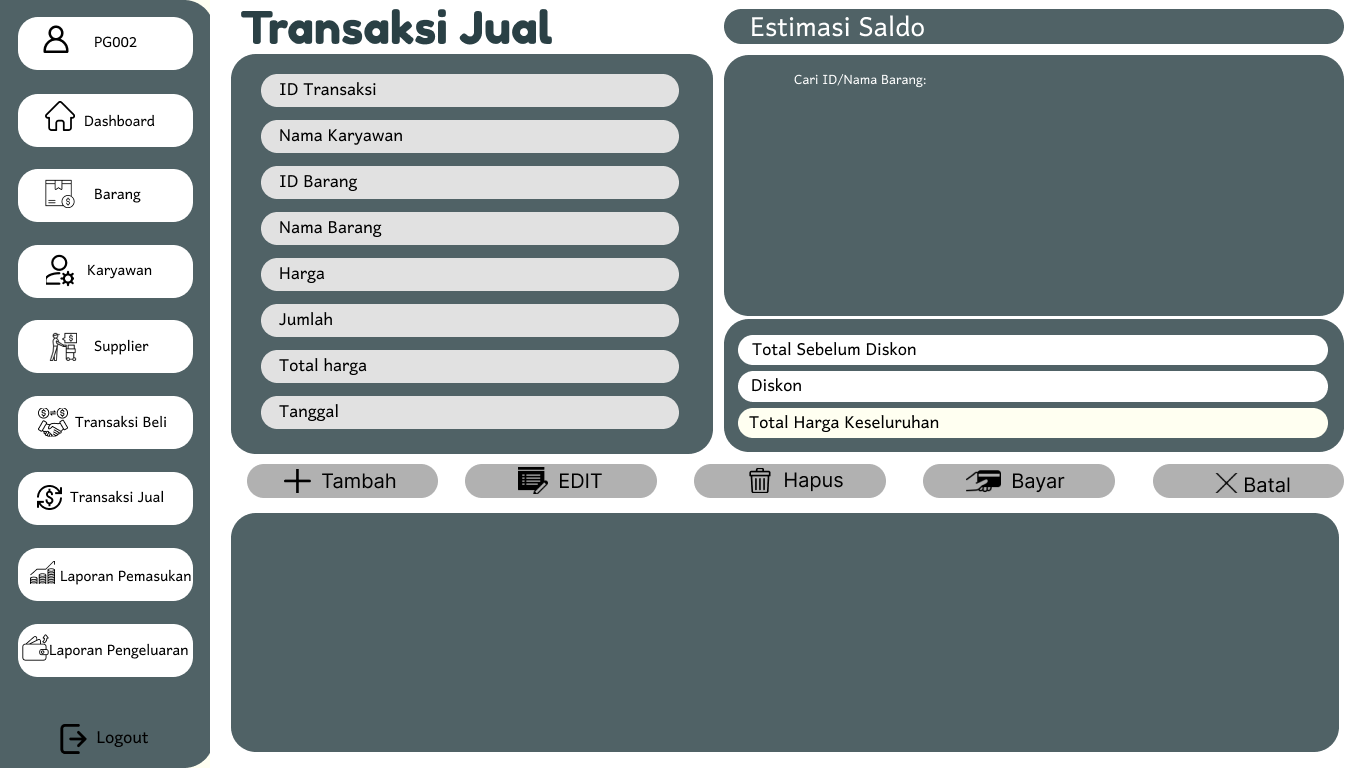 PG002
Dashboard
Barang
Karyawan
Supplier
Transaksi Beli
Transaksi Jual
Laporan Pemasukan
Laporan Pengeluaran
Logout
Transaksi Jual
ID Transaksi
Nama Karyawan
ID Barang
Nama Barang
Harga
Jumlah
Total harga
Tanggal
Estimasi Saldo
Cari ID/Nama Barang:
Total Sebelum Diskon
Diskon
Total Harga Keseluruhan
Tambah
EDIT
Hapus
Bayar
Batal